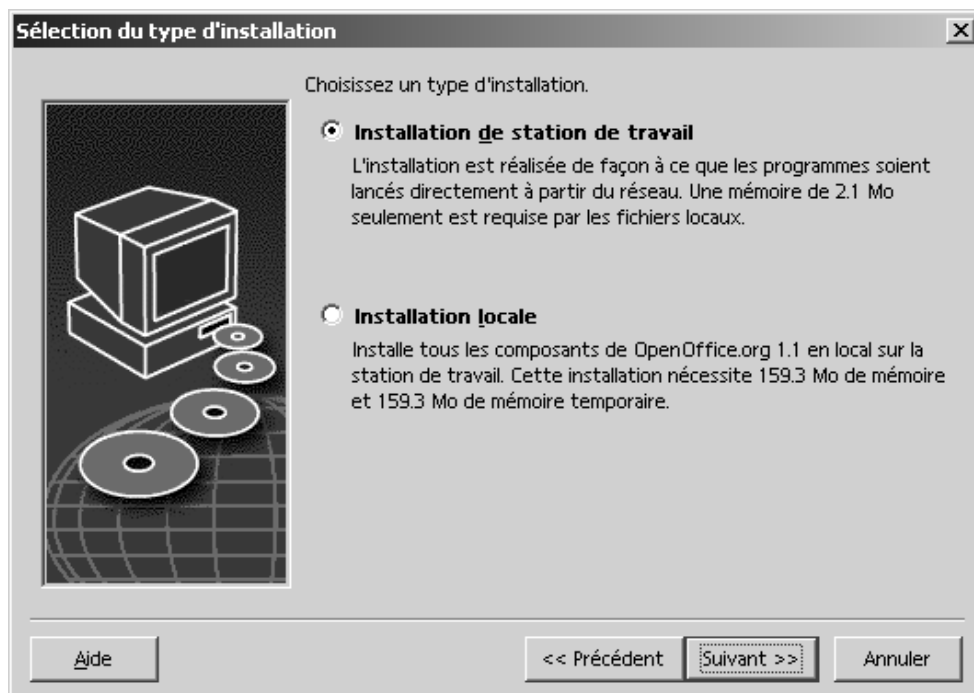 Sélection du type d'installation
Choisissez un type d'installation.
Installation de station de travail
L'installation est réalisée de façon à ce que les programmes soient
lancés directement à partir du réseau. Une mémoire de 2.1 Mo
seulement est requise par les fichiers locaux.
Installation locale
Installe tous les composants de OpenOffice.org 1.1 en local sur la
station de travail. Cette installation nécessite 159.3 Mo de mémoire
et 159.3 Mo de mémoire temporaire.
Aide
<< Précédent
Suivant >>
Annuler